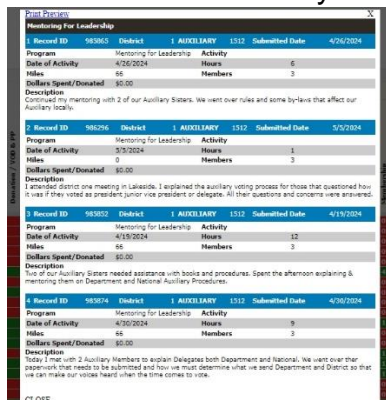 Print Preview
Mentoring For Leadership
1 Record ID 985865 District 1 AUXILIARY 1512 Submitted Date 4/26/2024
Program Mentoring for Leadership Activity
Date of Activity 4/26/2024 Hours 6
Miles 66 Members 3
Dollars Spent/Donated $0.00
Description
Continued my mentoring with 2 of our Auxiliary Sisters. We went over rules and some by-laws that affect our
Auxiliary locally.
2 Record ID 986296 District 1 AUXILIARY 1512 Submitted Date 5/5/2024
Program Mentoring for Leadership Activity
Date of Activity 5/5/2024 Hours 1
Miles 0 Members 3
Dollars Spent/Donated $0.00
Description
I attended district one meeting in Lakeside. I explained the auxiliary voting process for those that questioned how
it was if they voted as president junior vice president or delegate. All their questions and concerns were answered.
3 Record ID 985852 District 1 AUXILIARY 1512 Submitted Date 4/19/2024
Program Mentoring for Leadership Activity
Date of Activity 4/19/2024 Hours 12
Miles 66 Members 3
Dollars Spent/Donated $0.00
Description
Two of our Auxiliary Sisters needed assistance with books and procedures. Spent the afternoon explaining &
mentoring them on Department and National Auxiliary Procedures.
4 Record ID 985874 District 1 AUXILIARY 1512 Submitted Date 4/30/2024
Program Mentoring for Leadership Activity
Date of Activity 4/30/2024 Hours 9
Miles 66 Members 3
Dollars Spent/Donated $0.00
Description
Today I met with 2 Auxiliary Members to explain Delegates both Department and National. We went over ther
paperwork that needs to be submitted and how we must determine what we send Department and District so that
we can make our voices heard when the time comes to vote.
CLOSE